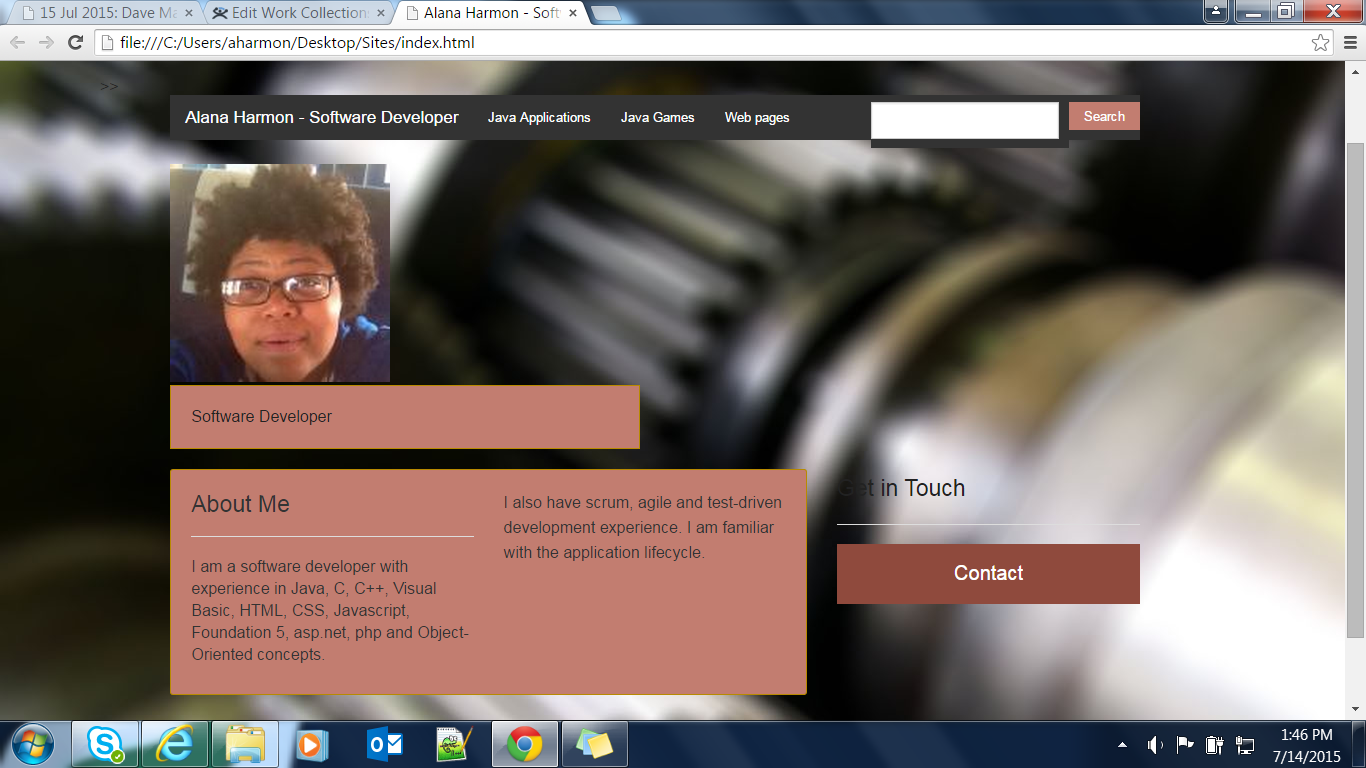 15 Jul 2015: Dave Ma
Edit Work Collection
Alana Harmon - Soft
file:///C:/Users/aharmon/Desktop/Sites/index.html
>>
Alana Harmon - Software Developer
Java Applications
Java Games
Web pages
Search
Software Developer
About Me
I am a software developer with
experience in Java, C, C++, Visual
Basic, HTML, CSS, Javascript,
Foundation 5, asp.net, php and Object-
Oriented concepts.
I also have scrum, agile and test-driven
development experience. I am familiar
with the application lifecycle.
Get in Touch
Contact
1:46 PM
7/14/2015